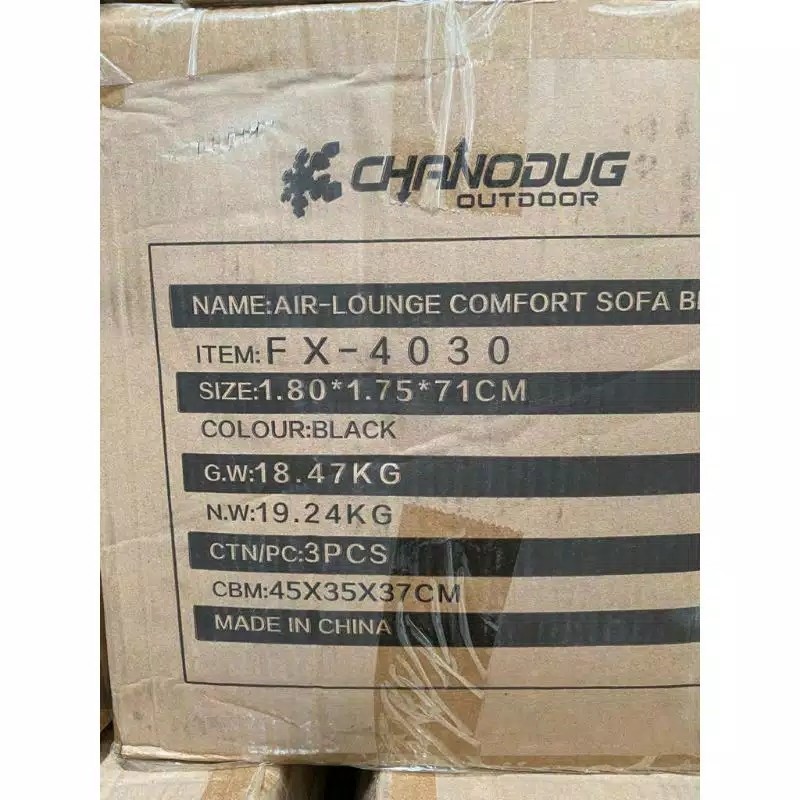 CHANODUG
OUTDOOR
NAME:AIR-LOUNGE COMFORT SOFA
ITEM:FX-4030
SIZE:1.80*1.75*71CM
COLOUR:BLACK
G.W:18.47KG
N.W:19.24KG
CTN/PC:3PCS
CBM:45X35X37CM
MADE IN CHINA